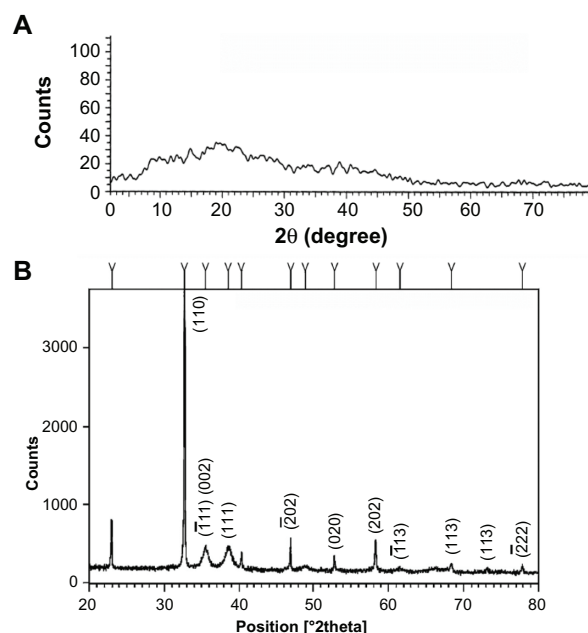 A
100
80
60
40
20
0
Counts
0 10 20 30 40 50 60 70
2θ (degree)
B
3000
2000
1000
0
Counts
(110)
(1̄11) (002)
(111)
(2̄02)
(020)
(202)
(1̄13)
(113)
(113)
(2̄22)
20 30 40 50 60 70 80
Position [°2theta]